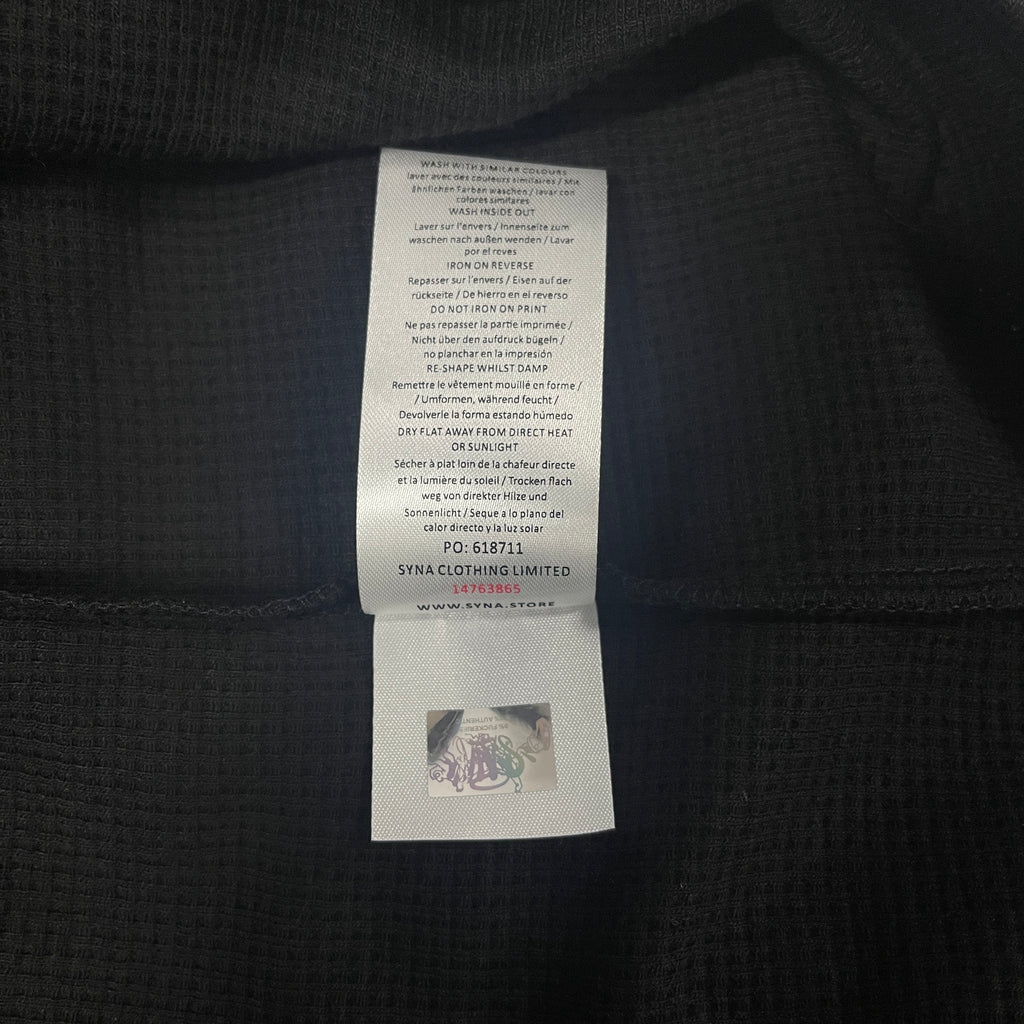 WASH WITH SIMILAR COLOURS
laver avec des couleurs similaires / Mit
ähnlichen Farben waschen / lavar con
colores similares
WASH INSIDE OUT
Laver sur l'envers / Innenseite zum
waschen nach außen wenden / Lavar
por el reves
IRON ON REVERSE
Repasser sur l'envers / Eisen auf der
rückseite / De hierro en el reverso
DO NOT IRON ON PRINT
Ne pas repasser la partie imprimée /
Nicht über den aufdruck bügeln /
no planchar en la impresión
RE-SHAPE WHILST DAMP
Remettre le vêtement mouillé en forme /
/ Umformen, während feucht /
Devolverle la forma estando húmedo
DRY FLAT AWAY FROM DIRECT HEAT
OR SUNLIGHT
Sécher à plat loin de la chafeur directe
et la lumière du soleil / Trocken flach
weg von direkter Hilze und
Sonnenlicht / Seque a lo plano del
calor directo y la luz solar
PO: 618711
SYNA CLOTHING LIMITED
14763865
WWW.SYNA.STORE